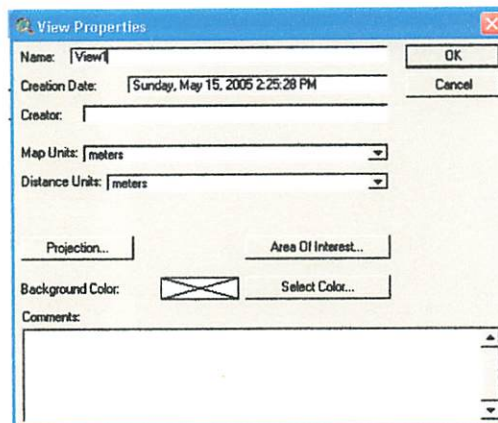 View Properties
Name: View1
OK
Creation Date: Sunday, May 15, 2005 2:25:28 PM
Cancel
Creator:
Map Units: meters
Distance Units: meters
Projection...
Area Of Interest...
Background Color:
Select Color...
Comments: